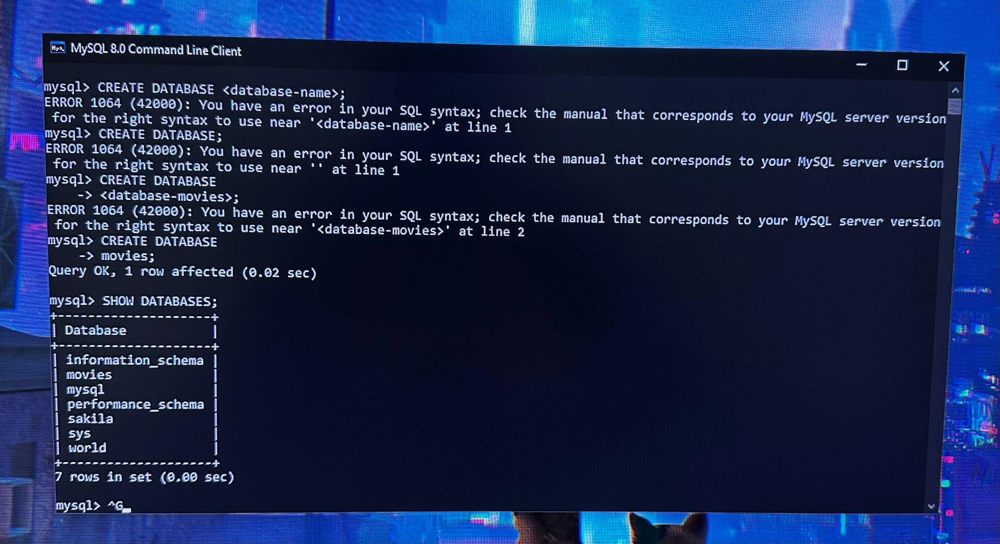 MySQL 8.0 Command Line Client
mysql> CREATE DATABASE <database-name>;
ERROR 1064 (42000): You have an error in your SQL syntax; check the manual that corresponds to your MySQL server version
for the right syntax to use near '<database-name>' at line 1
mysql> CREATE DATABASE;
ERROR 1064 (42000): You have an error in your SQL syntax; check the manual that corresponds to your MySQL server version
for the right syntax to use near '' at line 1
mysql> CREATE DATABASE
-> <database-movies>;
ERROR 1064 (42000): You have an error in your SQL syntax; check the manual that corresponds to your MySQL server version
for the right syntax to use near '<database-movies>' at line 2
mysql> CREATE DATABASE
-> movies;
Query OK, 1 row affected (0.02 sec)
mysql> SHOW DATABASES;
+--------------------+
| Database           |
+--------------------+
| information_schema |
| movies             |
| mysql              |
| performance_schema |
| sakila             |
| sys                |
| world              |
+--------------------+
7 rows in set (0.00 sec)
mysql> ^G_